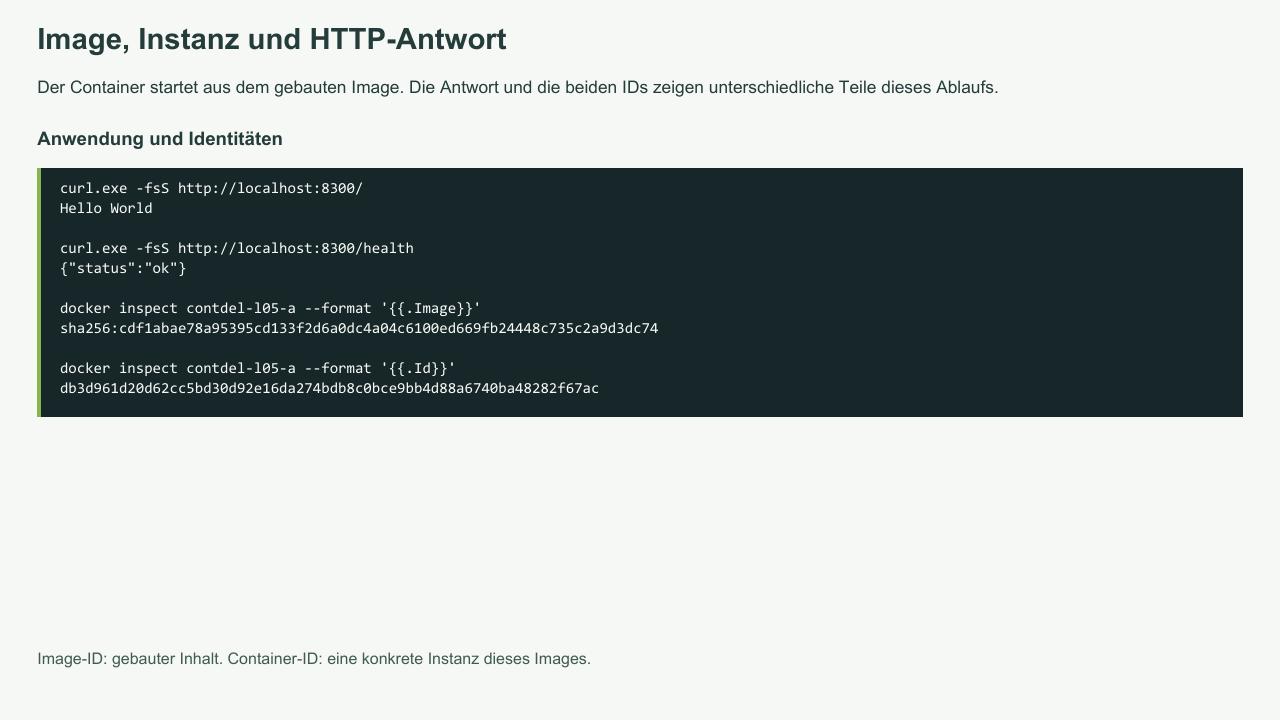 Image, Instanz und HTTP-Antwort
Der Container startet aus dem gebauten Image. Die Antwort und die beiden IDs zeigen unterschiedliche Teile dieses Ablaufs.
Anwendung und Identitäten
curl.exe -fsS http://localhost:8300/
Hello World
curl.exe -fsS http://localhost:8300/health
{"status":"ok"}
docker inspect contdel-l05-a --format '{{.Image}}'
sha256:cdf1abae78a95395cd133f2d6a0dc4a04c6100ed669fb24448c735c2a9d3dc74
docker inspect contdel-l05-a --format '{{.Id}}'
db3d961d20d62cc5bd30d92e16da274bdb8c0bce9bb4d88a6740ba48282f67ac
Image-ID: gebauter Inhalt. Container-ID: eine konkrete Instanz dieses Images.